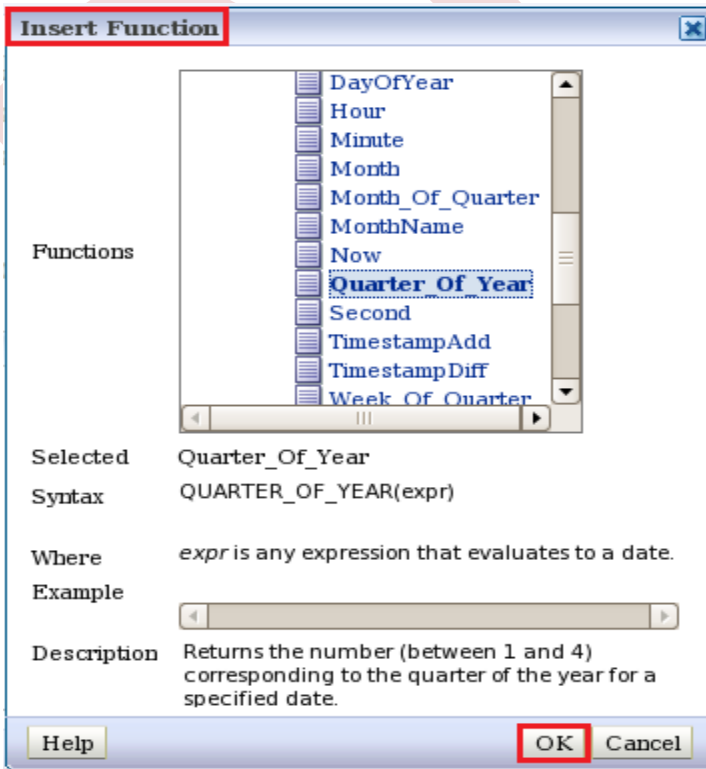 Insert Function
DayOfYear
Hour
Minute
Month
Month_Of_Quarter
MonthName
Functions
Now
Quarter_Of_Year
Second
TimestampAdd
TimestampDiff
Week_Of_Quarter
Selected Quarter_Of_Year
Syntax QUARTER_OF_YEAR(expr)
Where expr is any expression that evaluates to a date.
Example
Description Returns the number (between 1 and 4)
corresponding to the quarter of the year for a
specified date.
Help OK Cancel